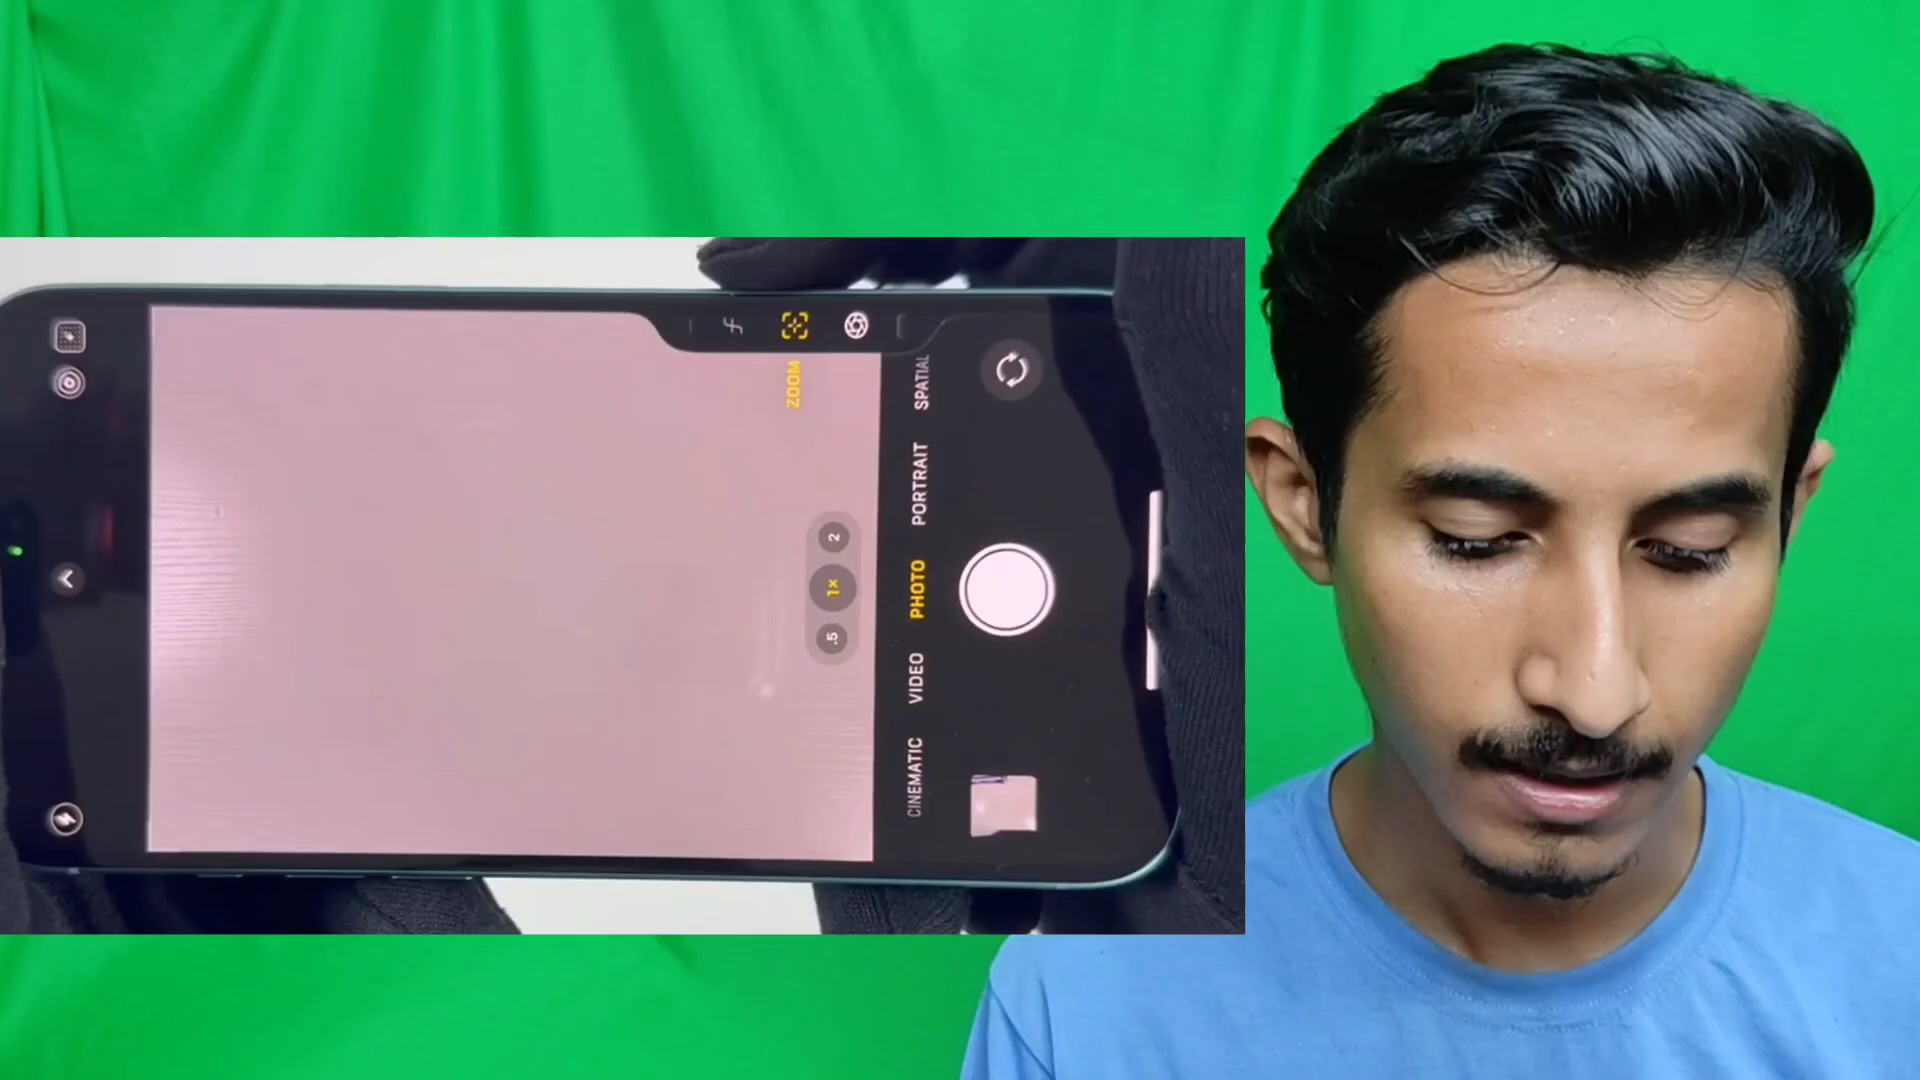 ZOOM
SPATIAL
PORTRAIT
PHOTO
VIDEO
CINEMATIC
2
1×
.5